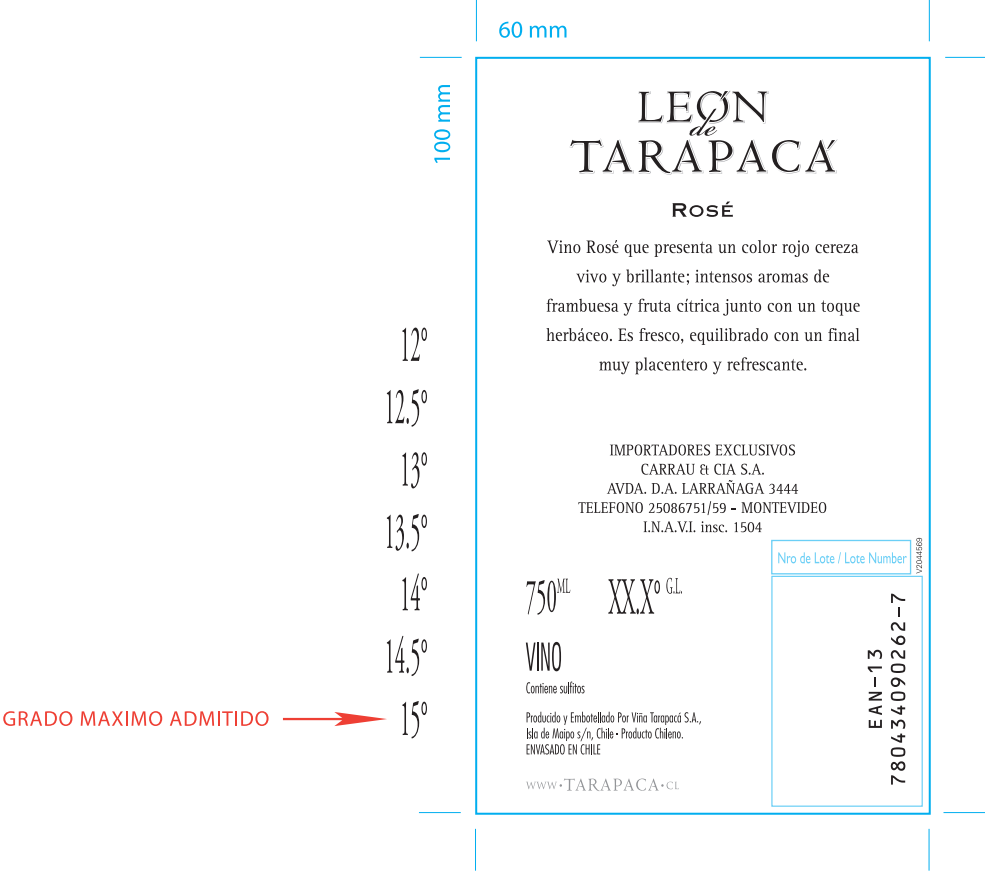 60 mm
100 mm
LEÓN
de
TARAPACÁ
ROSÉ
Vino Rosé que presenta un color rojo cereza
vivo y brillante; intensos aromas de
frambuesa y fruta cítrica junto con un toque
herbáceo. Es fresco, equilibrado con un final
muy placentero y refrescante.
12º
12.5º
13º
13.5º
14º
14.5º
15º
GRADO MAXIMO ADMITIDO
IMPORTADORES EXCLUSIVOS
CARRAU & CIA S.A.
AVDA. D.A. LARRAÑAGA 3444
TELEFONO 25086751/59 - MONTEVIDEO
I.N.A.V.I. insc. 1504
Nro de Lote / Lote Number
V2044569
750 ML XX.Xº G.L.
VINO
Contiene sulfitos
Producido y Embotellado Por Viña Tarapacá S.A.,
Isla de Maipo s/n, Chile • Producto Chileno.
ENVASADO EN CHILE
WWW•TARAPACA•CL
EAN-13
780434090262-7